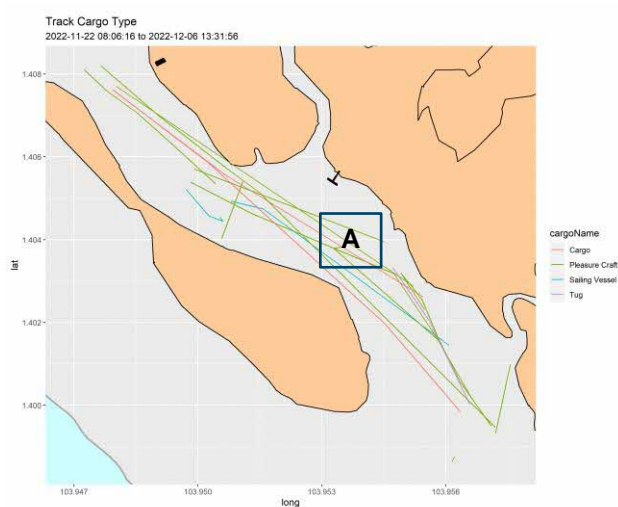 Track Cargo Type
2022-11-22 08:06:16 to 2022-12-06 13:31:56
1.408
1.406
A
1.404
cargoName
Cargo
Pleasure Craft
Sailing Vessel
Tug
lat
1.402
1.400
103.947 103.950 103.953 103.956
long